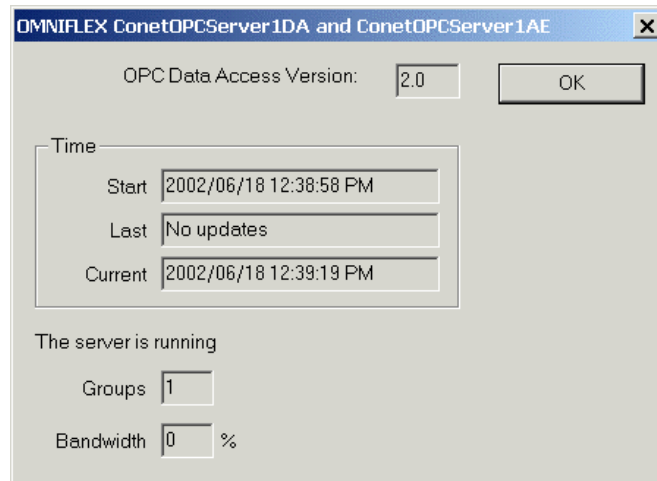 OMNIFLEX ConetOPCServer1DA and ConetOPCServer1AE
OPC Data Access Version: 2.0 OK
Time
Start 2002/06/18 12:38:58 PM
Last No updates
Current 2002/06/18 12:39:19 PM
The server is running
Groups 1
Bandwidth 0 %